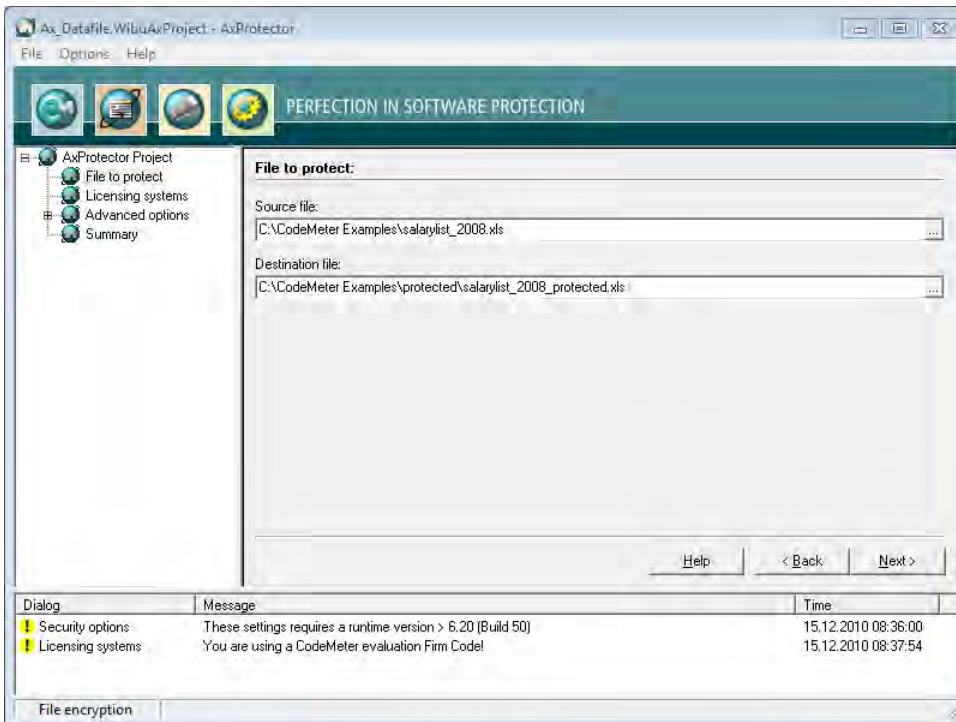 Ax_Datafile.WibuAxProject - AxProtector
File Options Help
PERFECTION IN SOFTWARE PROTECTION
AxProtector Project
File to protect
Licensing systems
Advanced options
Summary
File to protect:
Source file:
C:\CodeMeter Examples\salarylist_2008.xls
...
Destination file:
C:\CodeMeter Examples\protected\salarylist_2008_protected.xls
...
Help < Back Next >
Dialog Message Time
Security options These settings requires a runtime version > 6.20 (Build 50) 15.12.2010 08:36:00
Licensing systems You are using a CodeMeter evaluation Firm Code! 15.12.2010 08:37:54
File encryption